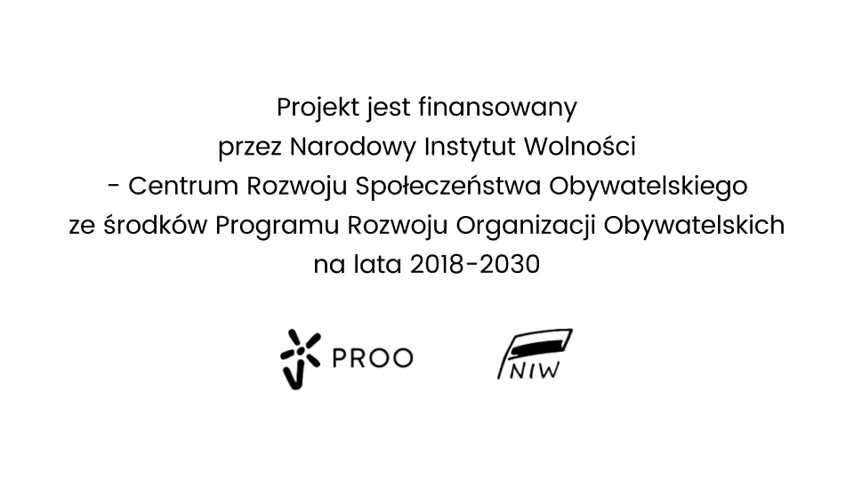 Projekt jest finansowany
przez Narodowy Instytut Wolności
- Centrum Rozwoju Społeczeństwa Obywatelskiego
ze środków Programu Rozwoju Organizacji Obywatelskich
na lata 2018-2030
PROO
NIW